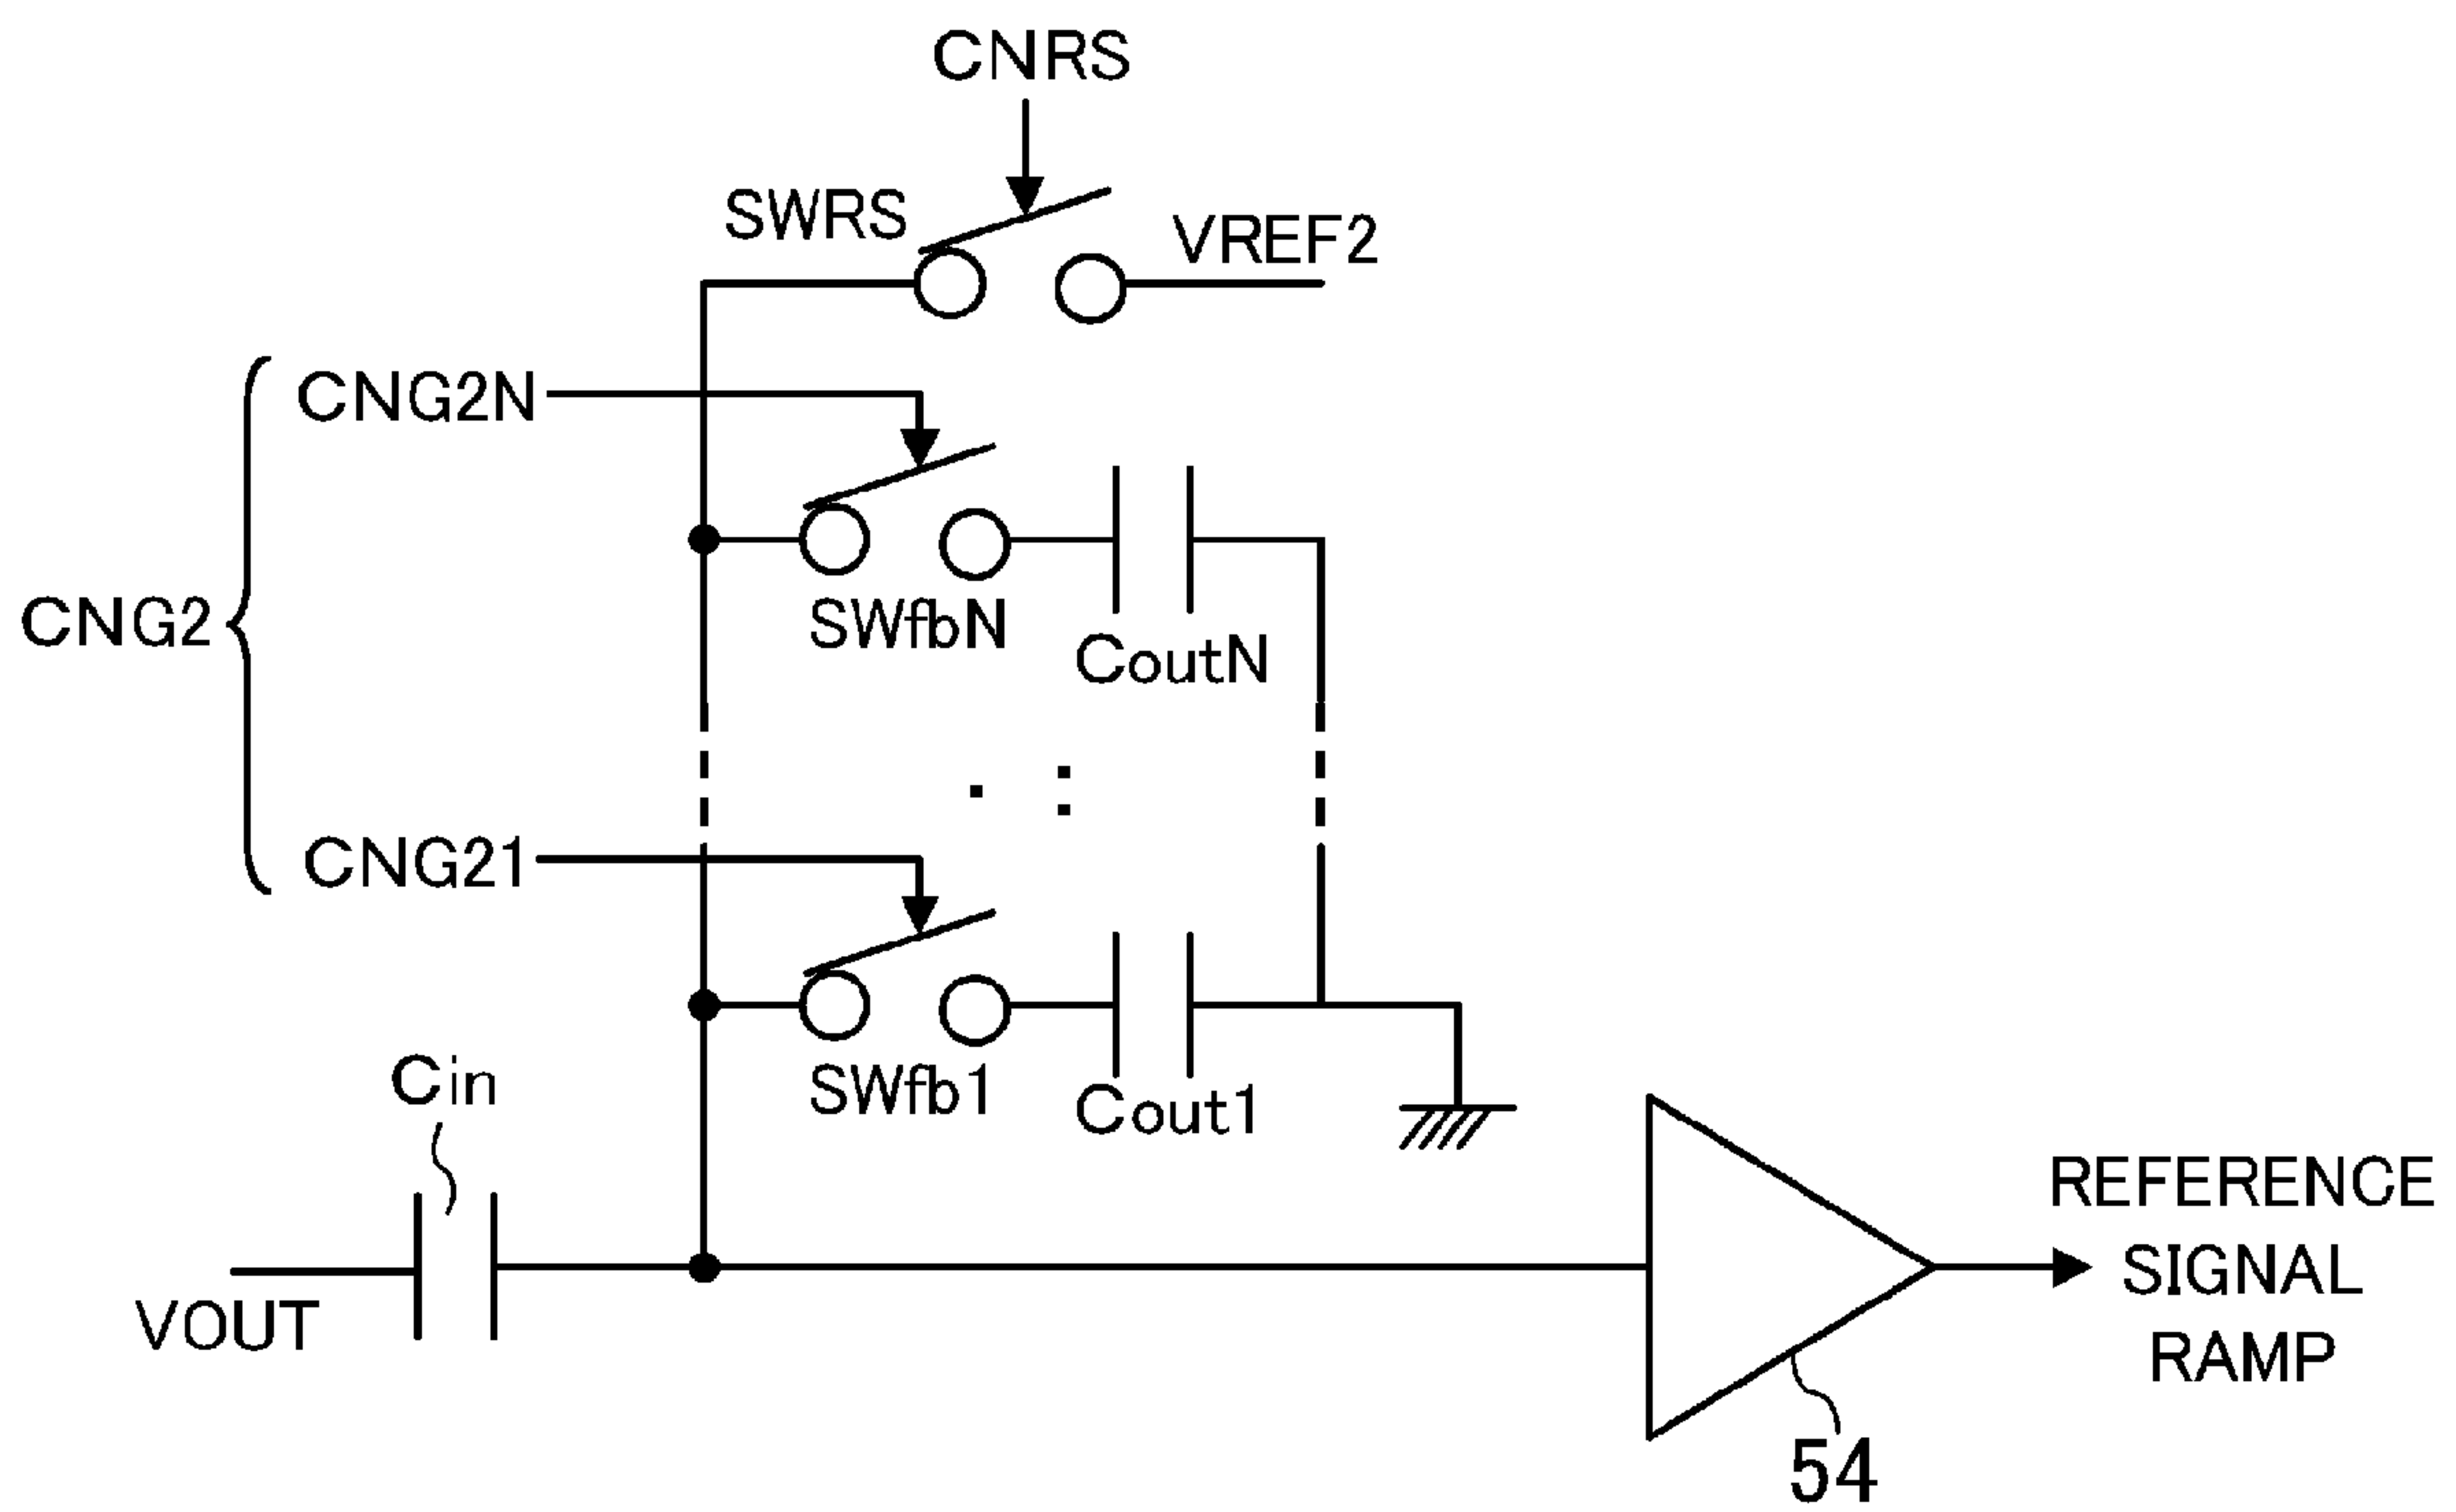 CNRS
SWRS
VREF2
CNG2N
SWfbN
CoutN
CNG2
CNG21
SWfb1
Cout1
Cin
VOUT
REFERENCE
SIGNAL
RAMP
54